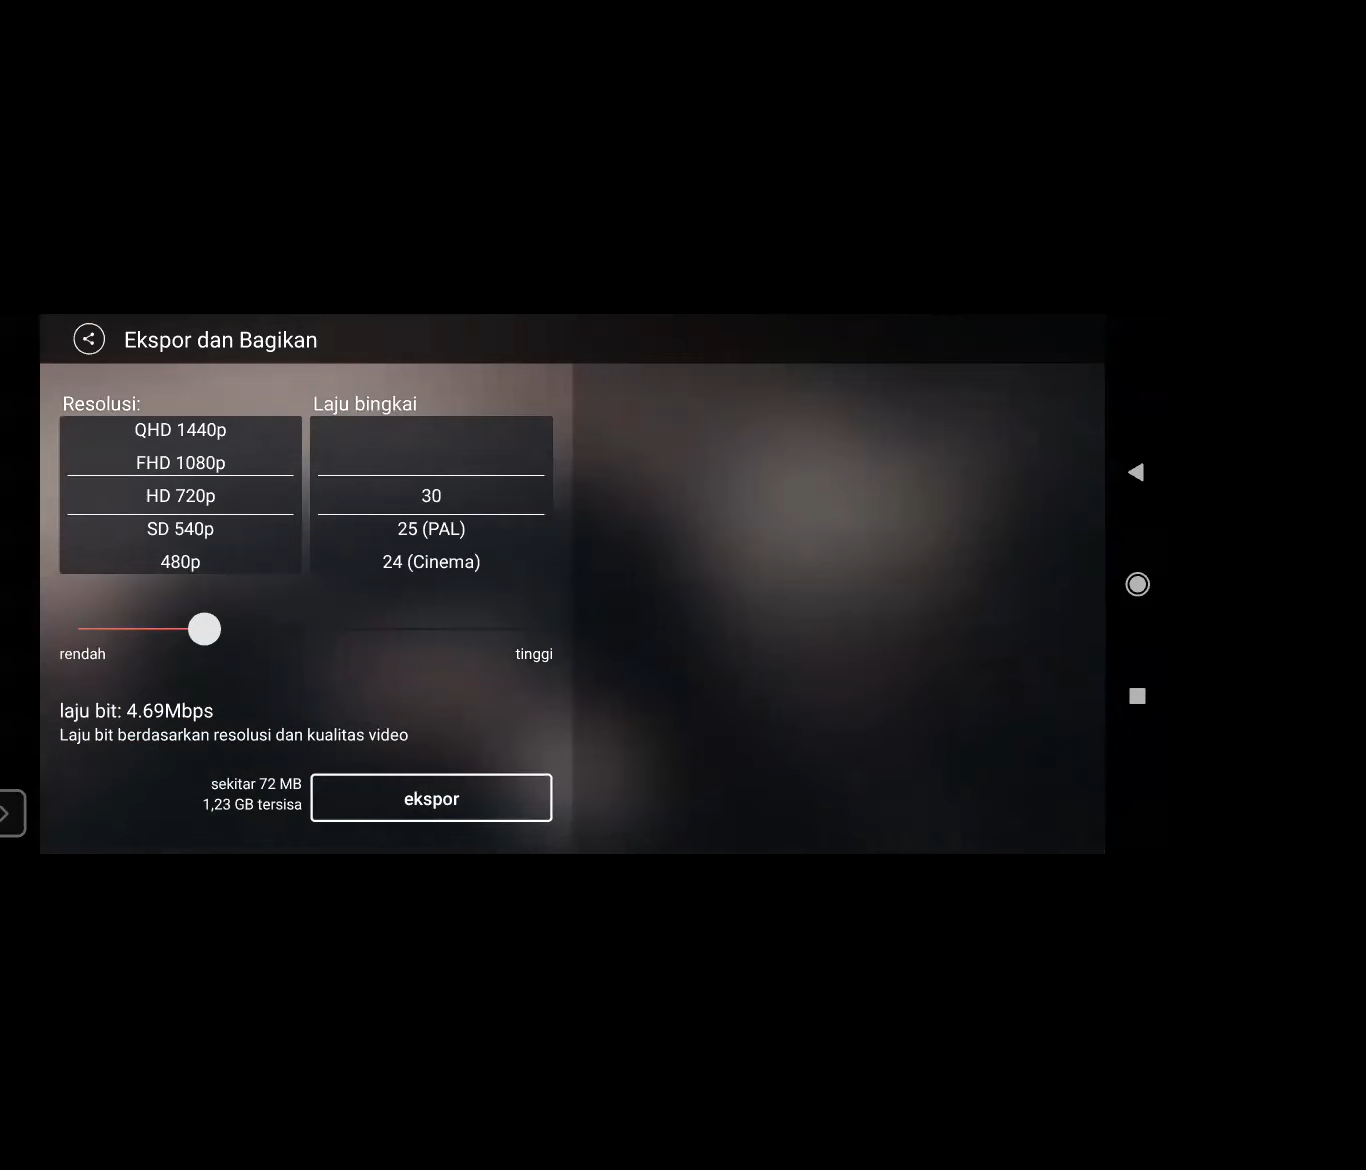 Ekspor dan Bagikan
Resolusi:
QHD 1440p
FHD 1080p
HD 720p
SD 540p
480p
Laju bingkai
30
25 (PAL)
24 (Cinema)
rendah
tinggi
laju bit: 4.69Mbps
Laju bit berdasarkan resolusi dan kualitas video
sekitar 72 MB
1,23 GB tersisa
ekspor